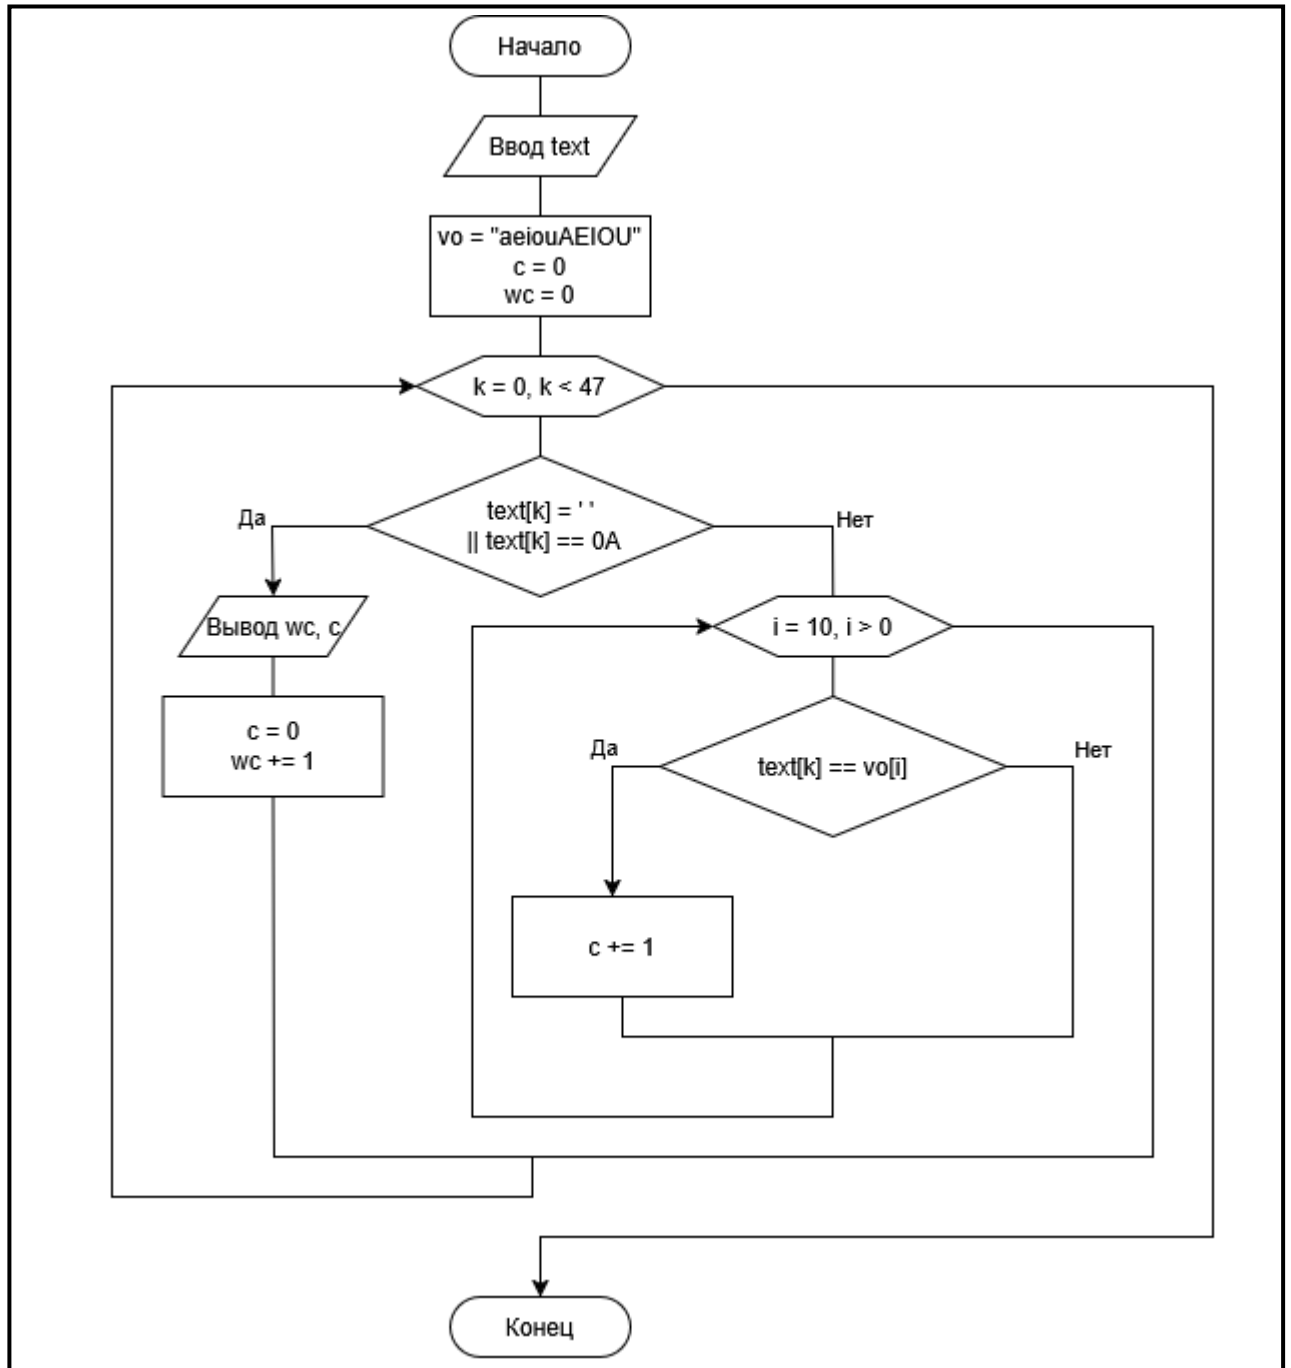 Начало
Ввод text
vo = "aeiouAEIOU"
c = 0
wc = 0
k = 0, k < 47
text[k] = ' '
|| text[k] == 0A
Да
Нет
Вывод wc, c
i = 10, i > 0
c = 0
wc += 1
text[k] == vo[i]
Да
Нет
c += 1
Конец